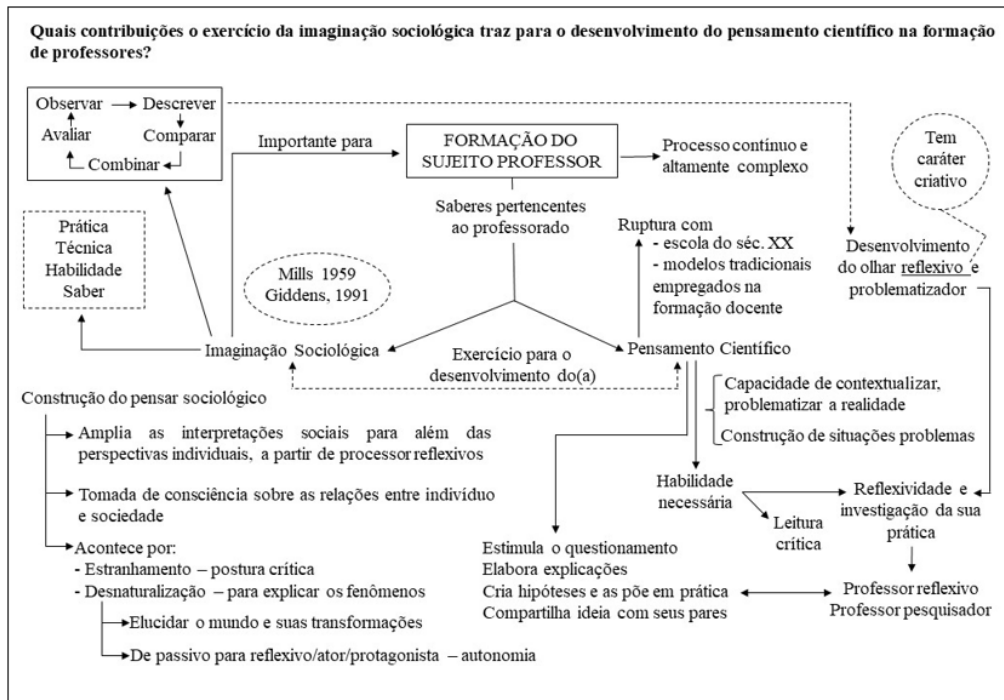 Quais contribuições o exercício da imaginação sociológica traz para o desenvolvimento do pensamento científico na formação
de professores?
Observar
Descrever
Avaliar
Comparar
Combinar
Importante para
FORMAÇÃO DO
SUJEITO PROFESSOR
Processo contínuo e
altamente complexo
Tem
caráter
criativo
Saberes pertencentes
ao professorado
Prática
Técnica
Habilidade
Saber
Mills 1959
Giddens, 1991
Ruptura com
- escola do séc. XX
- modelos tradicionais
empregados na
formação docente
Desenvolvimento
do olhar reflexivo e
problematizador
Imaginação Sociológica
Exercício para o
desenvolvimento do(a)
Pensamento Científico
Construção do pensar sociológico
Amplia as interpretações sociais para além das
perspectivas individuais, a partir de processor reflexivos
Tomada de consciência sobre as relações entre indivíduo
e sociedade
Acontece por:
- Estranhamento – postura crítica
- Desnaturalização – para explicar os fenômenos
Elucidar o mundo e suas transformações
De passivo para reflexivo/ator/protagonista – autonomia
Capacidade de contextualizar,
problematizar a realidade
Construção de situações problemas
Habilidade
necessária
Leitura
crítica
Reflexividade e
investigação da sua
prática
Estimula o questionamento
Elabora explicações
Cria hipóteses e as põe em prática
Compartilha ideia com seus pares
Professor reflexivo
Professor pesquisador